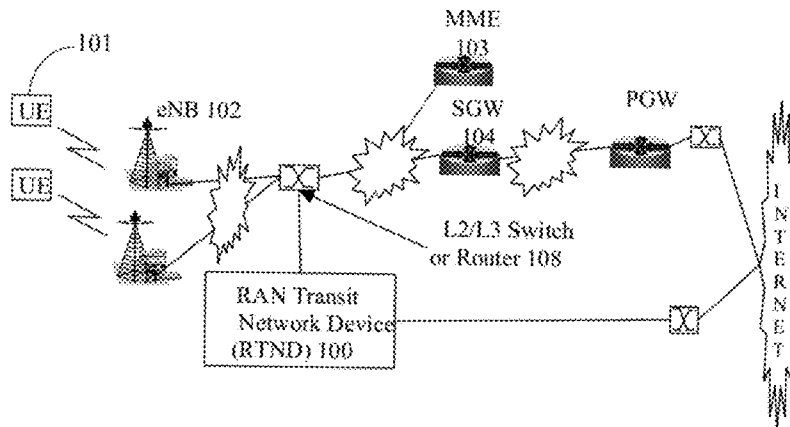 101
UE
eNB 102
UE
MME
103
SGW
104
PGW
L2/L3 Switch
or Router 108
RAN Transit
Network Device
(RTND) 100
INTERNET